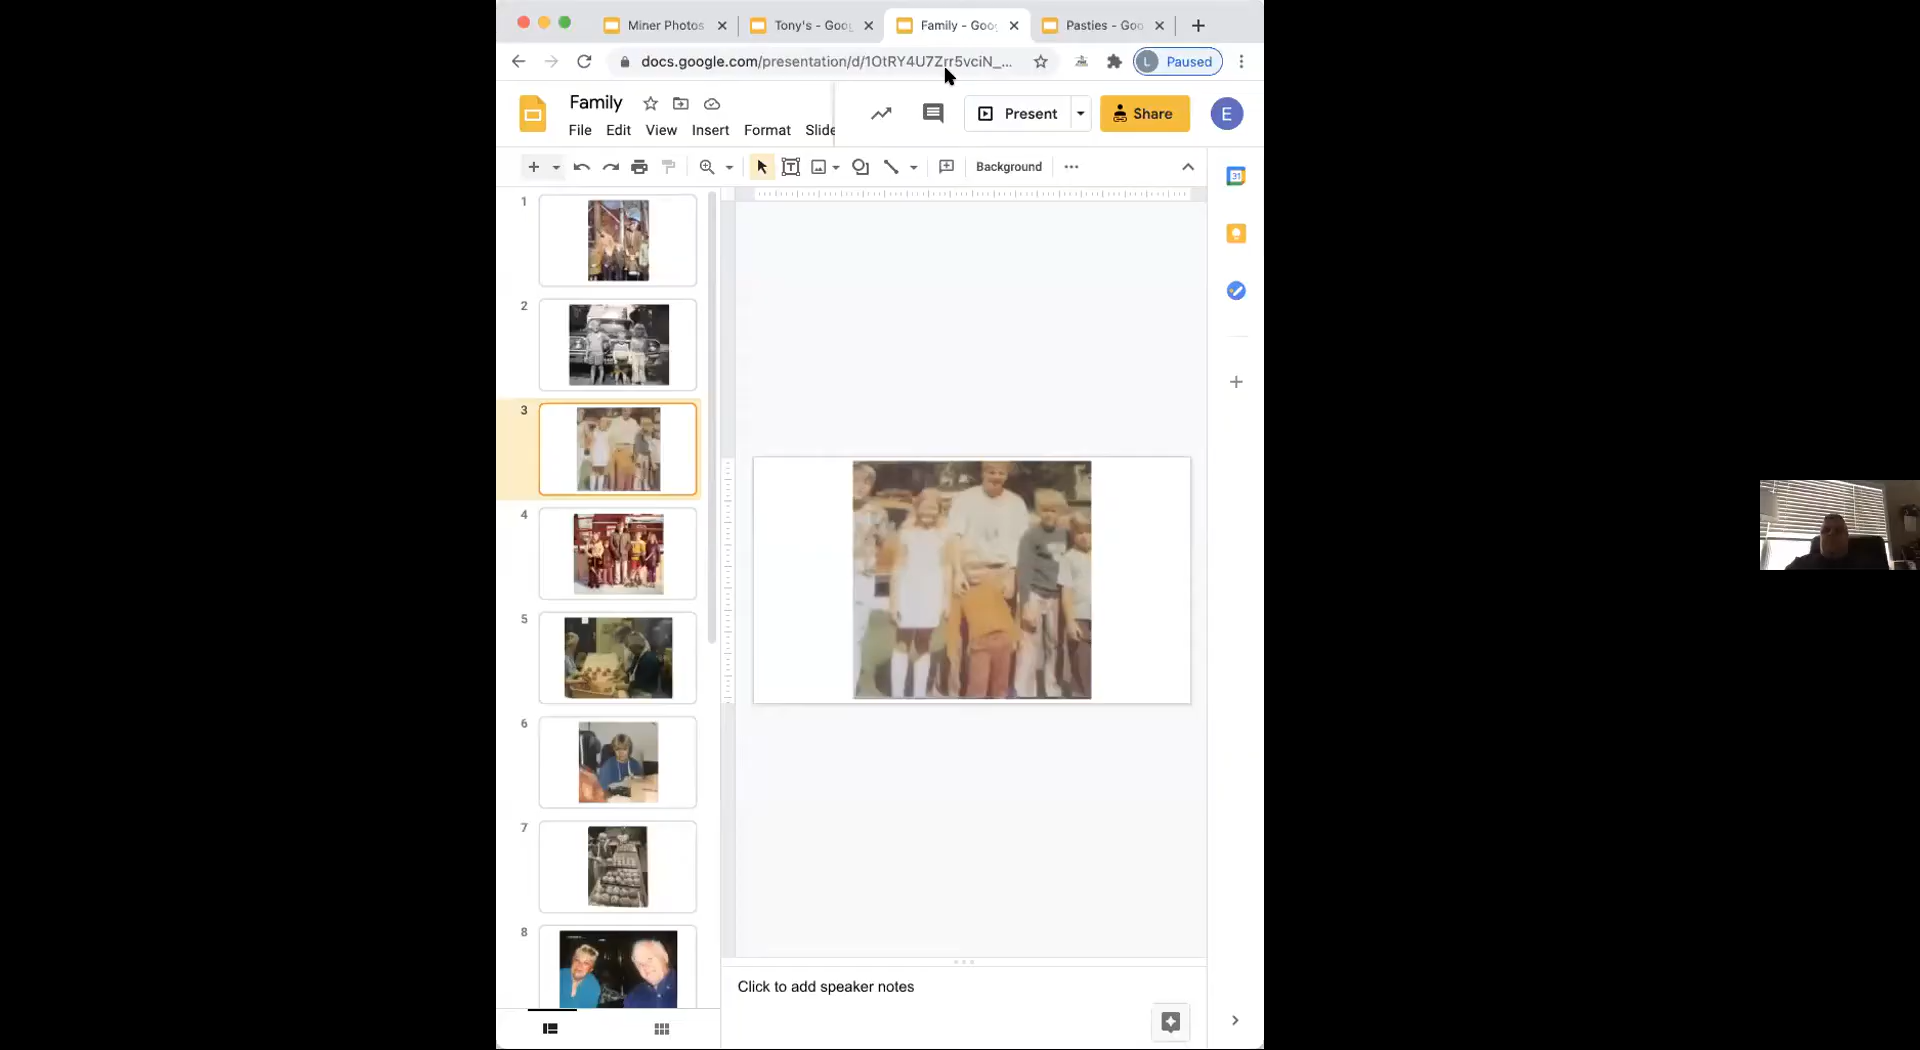 Miner Photos
Tony's - Goo
Family - Goo
Pasties - Goo
docs.google.com/presentation/d/1OtRY4U7Zrr5vciN_...
L Paused
Family
Present
Share
E
File Edit View Insert Format Slide
Background
31
1
2
3
4
5
6
7
8
Click to add speaker notes